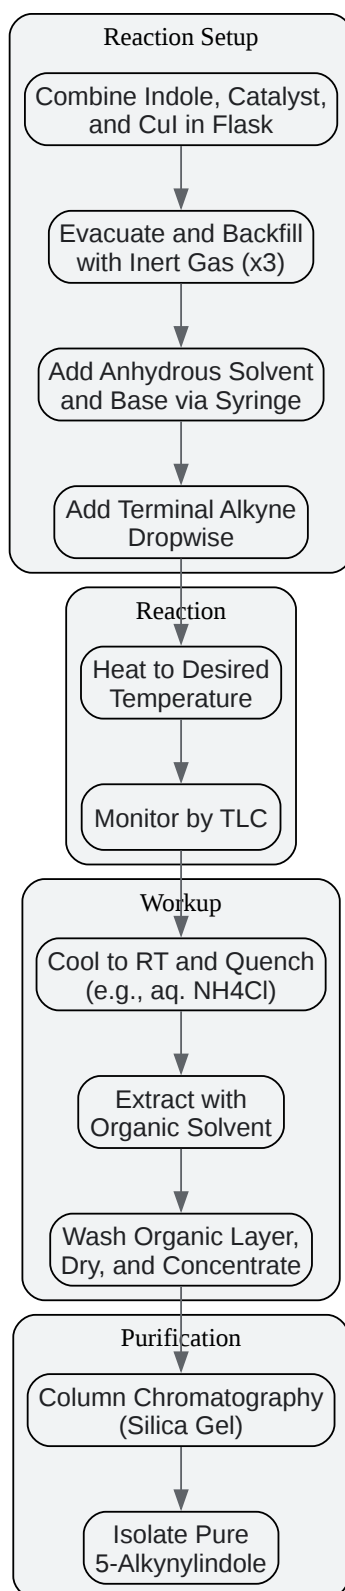 Reaction Setup
Combine Indole, Catalyst,
and CuI in Flask
Evacuate and Backfill
with Inert Gas (x3)
Add Anhydrous Solvent
and Base via Syringe
Add Terminal Alkyne
Dropwise
Reaction
Heat to Desired
Temperature
Monitor by TLC
Workup
Cool to RT and Quench
(e.g., aq. NH4Cl)
Extract with
Organic Solvent
Wash Organic Layer,
Dry, and Concentrate
Purification
Column Chromatography
(Silica Gel)
Isolate Pure
5-Alkynylindole